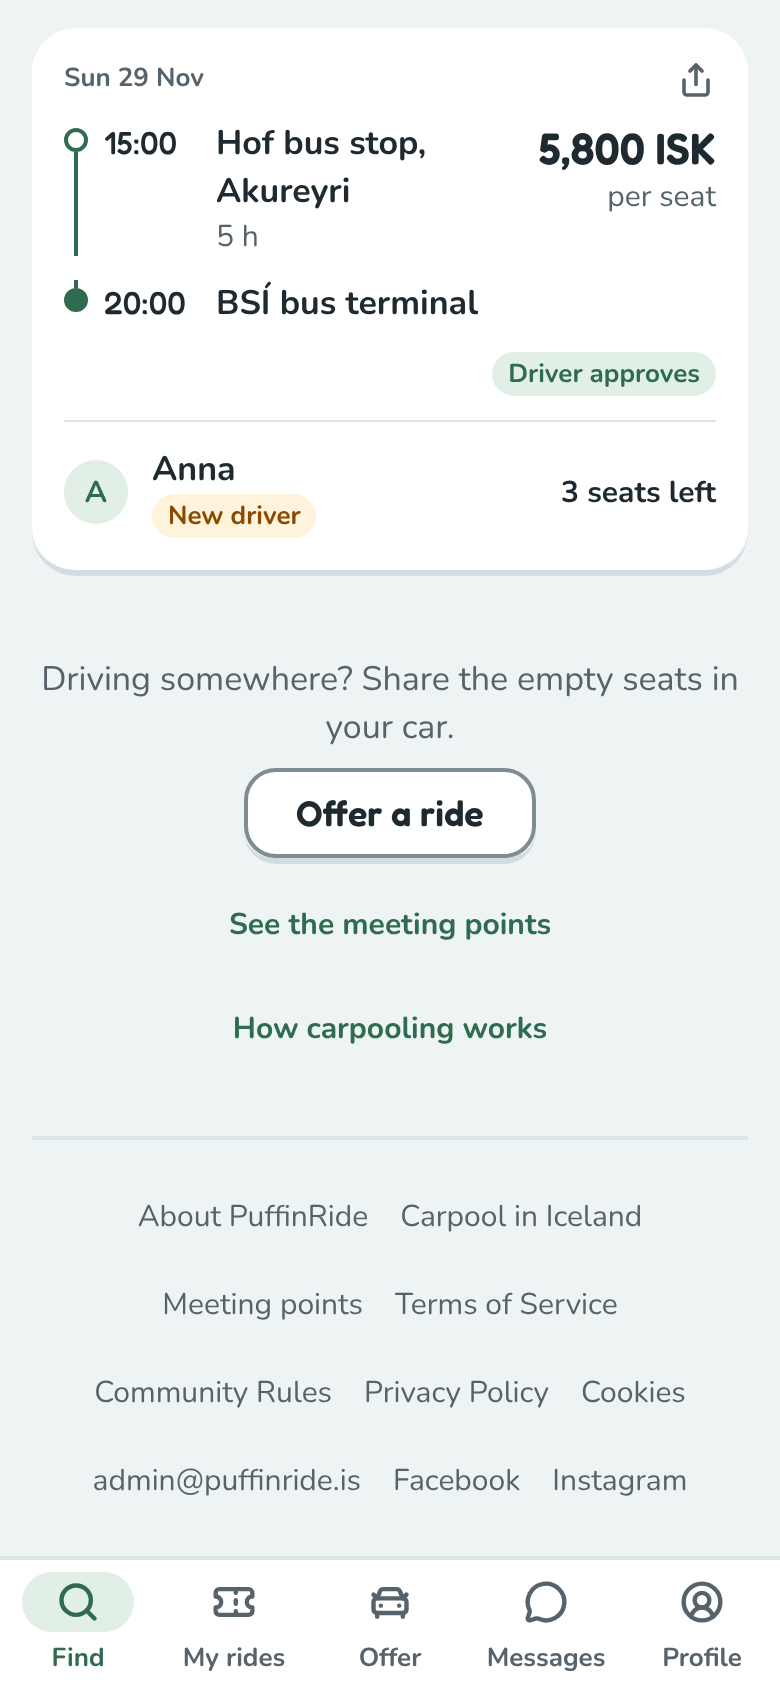 Sun 29 Nov
15:00 Hof bus stop, Akureyri
5,800 ISK
per seat
5 h
20:00 BSÍ bus terminal
Driver approves
A
Anna
New driver
3 seats left
Driving somewhere? Share the empty seats in
your car.
Offer a ride
See the meeting points
How carpooling works
About PuffinRide Carpool in Iceland
Meeting points Terms of Service
Community Rules Privacy Policy Cookies
admin@puffinride.is Facebook Instagram
Find My rides Offer Messages Profile